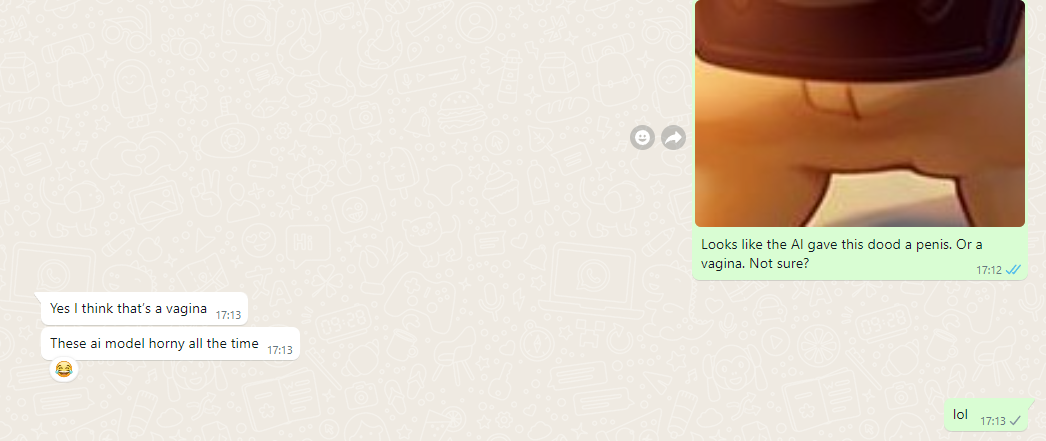 Looks like the AI gave this dood a penis. Or a
vagina. Not sure?
17:12
Yes I think that's a vagina 17:13
These ai model horny all the time 17:13
😂
lol 17:13